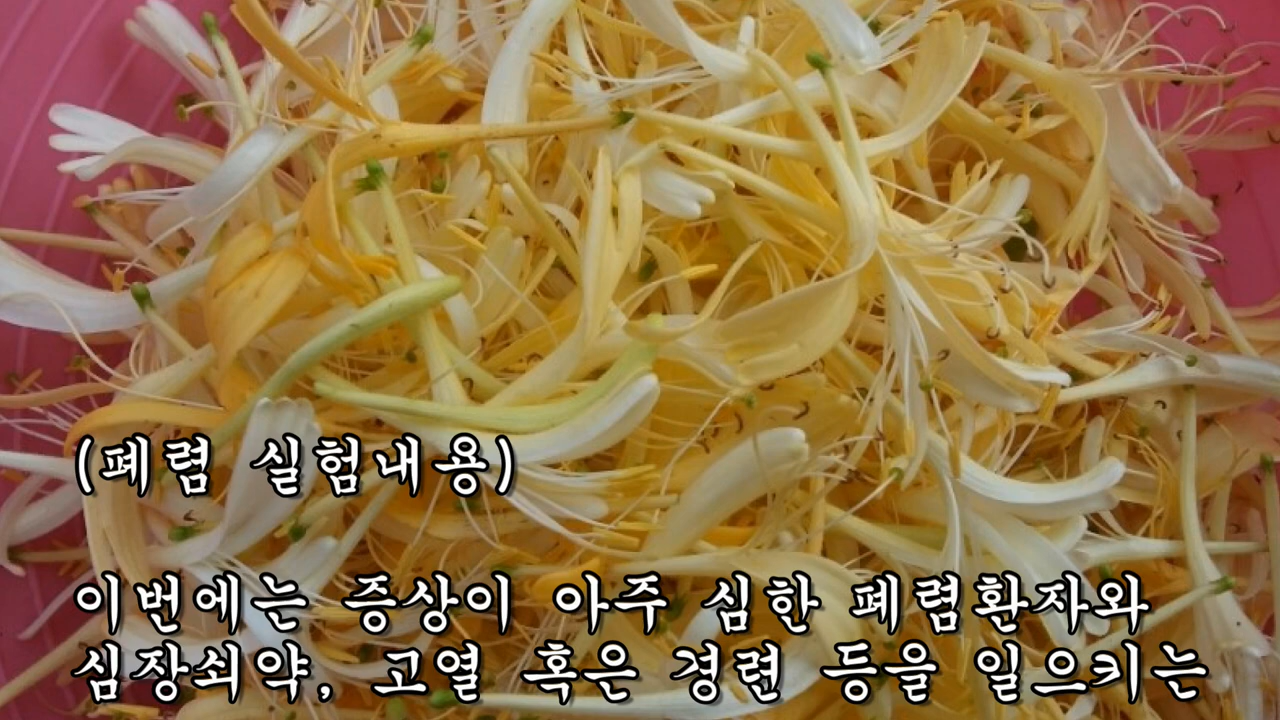 (폐렴 실험내용)
이번에는 증상이 아주 심한 폐렴환자와
심장쇠약, 고열 혹은 경련 등을 일으키는